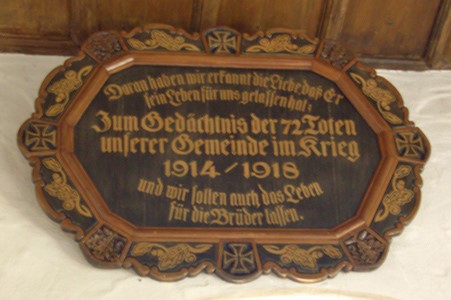 Daran haben wir erkannt die Liebe daß Er
sein Leben für uns gelassen hat:
Zum Gedächtnis der 72 Toten
unserer Gemeinde im Krieg
1914/1918
und wir sollen auch das Leben
für die Brüder lassen.